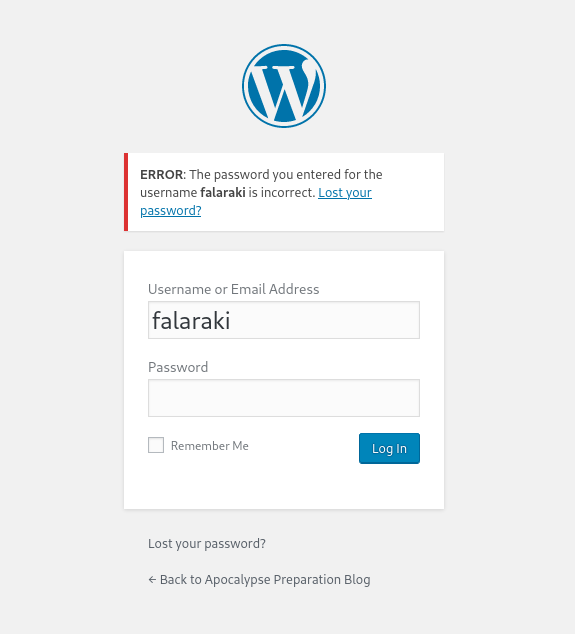 ERROR: The password you entered for the
username falaraki is incorrect. Lost your
password?
Username or Email Address
falaraki
Password
Remember Me
Log In
Lost your password?
← Back to Apocalypse Preparation Blog